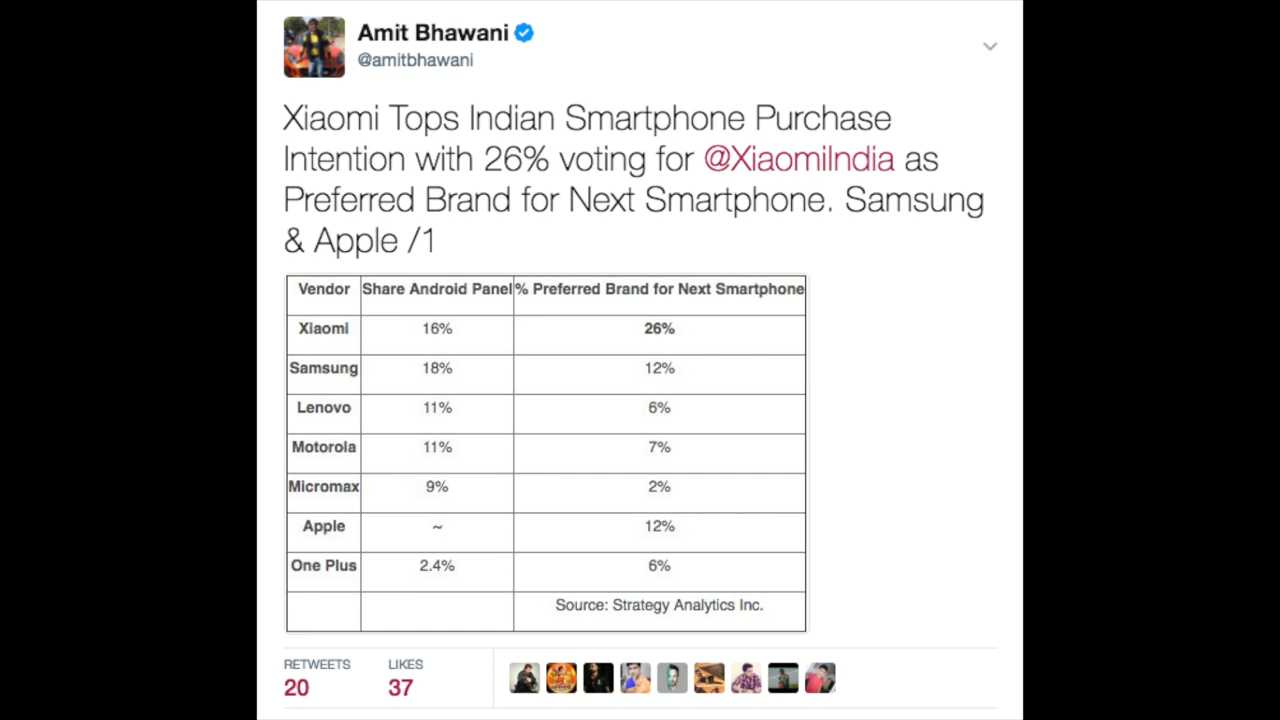 Amit Bhawani
@amitbhawani
Xiaomi Tops Indian Smartphone Purchase
Intention with 26% voting for @XiaomiIndia as
Preferred Brand for Next Smartphone. Samsung
& Apple /1
Vendor Share Android Panel % Preferred Brand for Next Smartphone
Xiaomi 16% 26%
Samsung 18% 12%
Lenovo 11% 6%
Motorola 11% 7%
Micromax 9% 2%
Apple ~ 12%
One Plus 2.4% 6%
Source: Strategy Analytics Inc.
RETWEETS LIKES
20 37